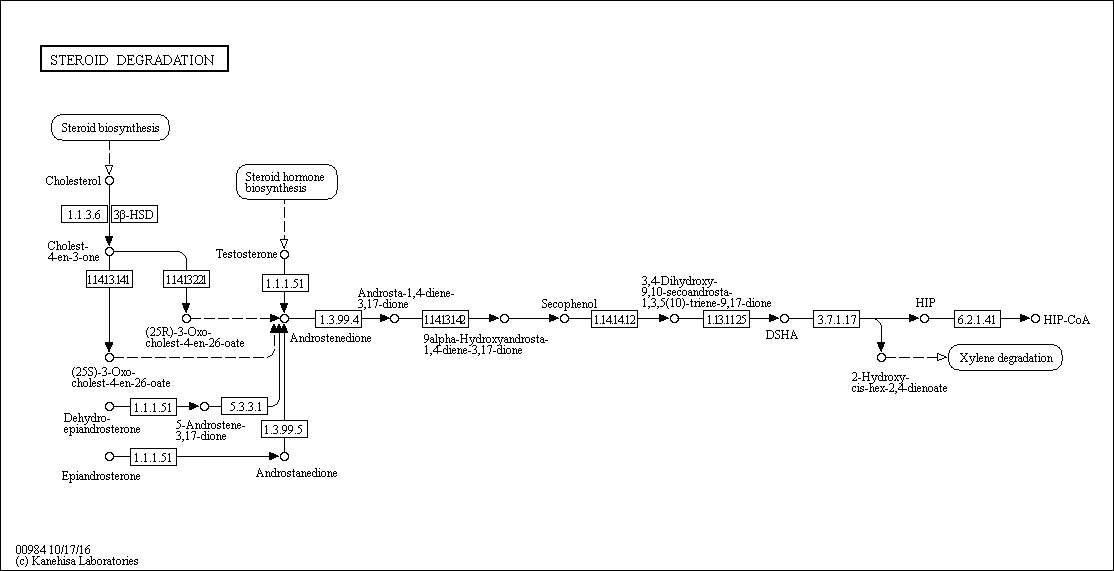 STEROID DEGRADATION
Steroid biosynthesis
Cholesterol
Steroid hormone
biosynthesis
1.1.3.6
3β-HSD
Cholest-
4-en-3-one
Testosterone
1.14.13.141
1.14.13.221
1.1.1.51
(25R)-3-Oxo-
cholest-4-en-26-oate
Androstenedione
1.3.99.4
Androsta-1,4-diene-
3,17-dione
1.14.13.142
9alpha-Hydroxyandrosta-
1,4-diene-3,17-dione
Secophenol
1.14.14.12
3,4-Dihydroxy-
9,10-secoandrosta-
1,3,5(10)-triene-9,17-dione
1.13.11.25
DSHA
3.7.1.17
HIP
6.2.1.41
HIP-CoA
(25S)-3-Oxo-
cholest-4-en-26-oate
2-Hydroxy-
cis-hex-2,4-dienoate
Xylene degradation
Dehydro-
epiandrosterone
1.1.1.51
5-Androstene-
3,17-dione
5.3.3.1
1.3.99.5
Epiandrosterone
1.1.1.51
Androstanedione
00984 10/17/16
(c) Kanehisa Laboratories